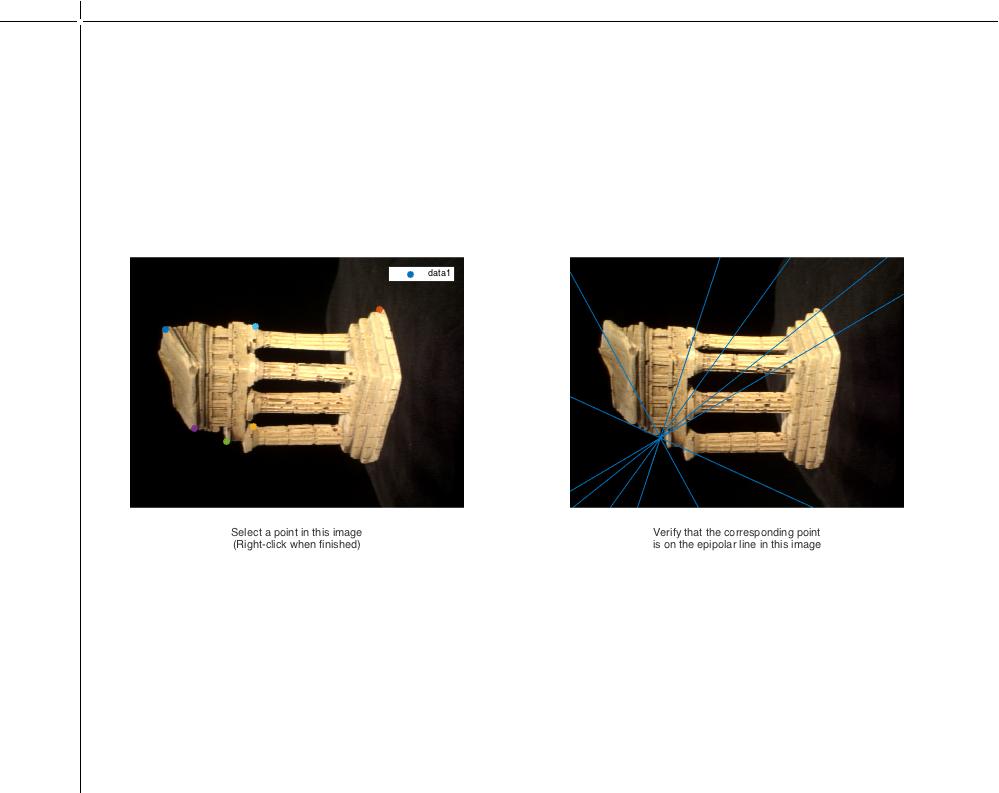 data1
Select a point in this image
(Right-click when finished)
Verify that the corresponding point
is on the epipolar line in this image